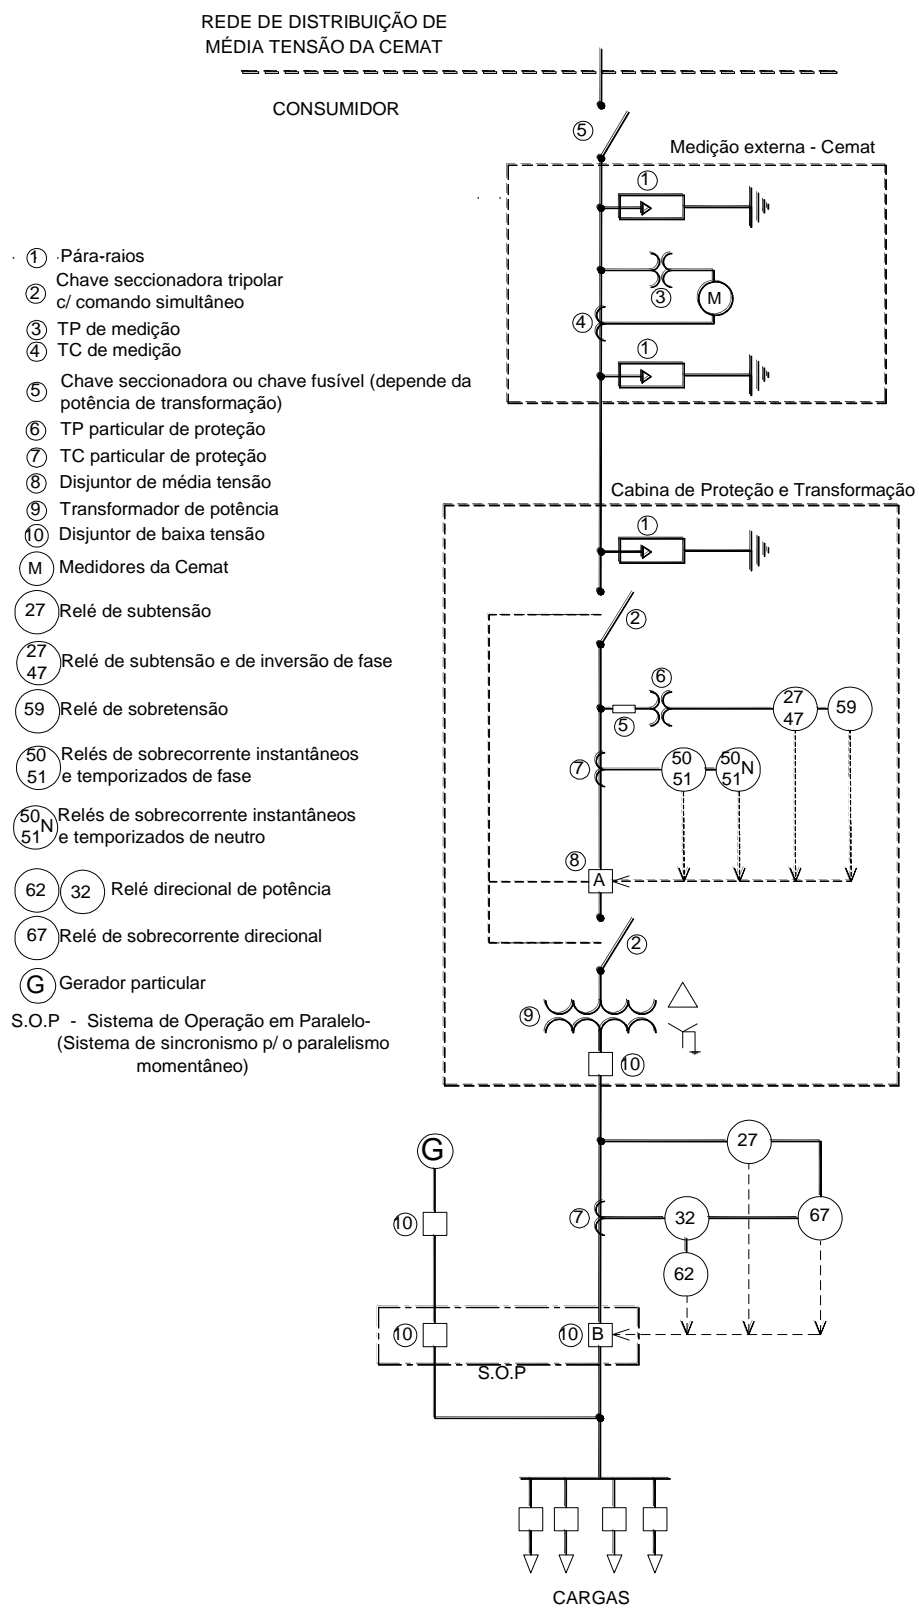 REDE DE DISTRIBUIÇÃO DE
MÉDIA TENSÃO DA CEMAT
CONSUMIDOR
5
Medição externa - Cemat
1
3
M
4
1
1 Pára-raios
2 Chave seccionadora tripolar
c/ comando simultâneo
3 TP de medição
4 TC de medição
5 Chave seccionadora ou chave fusível (depende da
potência de transformação)
6 TP particular de proteção
7 TC particular de proteção
8 Disjuntor de média tensão
9 Transformador de potência
10 Disjuntor de baixa tensão
M Medidores da Cemat
27 Relé de subtensão
27
47 Relé de subtensão e de inversão de fase
59 Relé de sobretensão
50
51 Relés de sobrecorrente instantâneos
e temporizados de fase
50
51 N Relés de sobrecorrente instantâneos
e temporizados de neutro
62 32 Relé direcional de potência
67 Relé de sobrecorrente direcional
G Gerador particular
S.O.P - Sistema de Operação em Paralelo-
(Sistema de sincronismo p/ o paralelismo
momentâneo)
Cabina de Proteção e Transformação
1
2
6
5
27
47
59
7
50
51
50
51 N
8
A
2
9
10
27
G
10
7
32
67
62
10
10
B
S.O.P
CARGAS